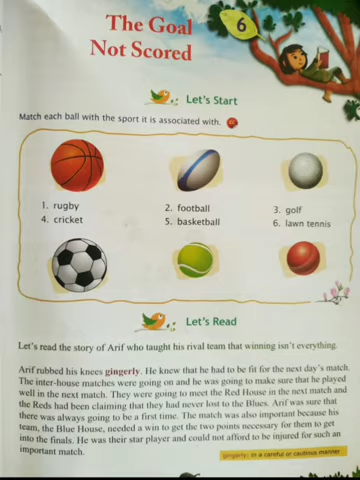 The Goal
Not Scored
6
Let's Start
Match each ball with the sport it is associated with.
1. rugby 2. football 3. golf
4. cricket 5. basketball 6. lawn tennis
Let's Read
Let's read the story of Arif who taught his rival team that winning isn't everything.
Arif rubbed his knees gingerly. He knew that he had to be fit for the next day's match.
The inter-house matches were going on and he was going to make sure that he played
well in the next match. They were going to meet the Red House in the next match and
the Reds had been claiming that they had never lost to the Blues. Arif was sure that
there was always going to be a first time. The match was also important because his
team, the Blue House, needed a win to get the two points necessary for them to get
into the finals. He was their star player and could not afford to be injured for such an
important match.
gingerly: in a careful or cautious manner